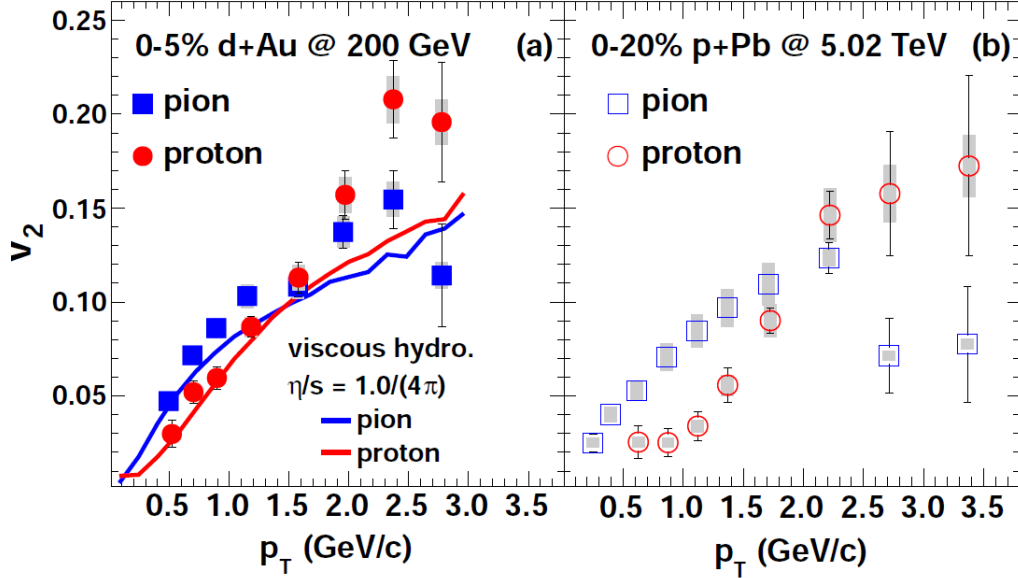 0-5% d+Au @ 200 GeV (a)
pion
proton
viscous hydro.
η/s = 1.0/(4π)
pion
proton
0.25
0.20
0.15
0.10
0.05
v2
0.5 1.0 1.5 2.0 2.5 3.0
pT (GeV/c)
0-20% p+Pb @ 5.02 TeV (b)
pion
proton
0.5 1.0 1.5 2.0 2.5 3.0 3.5
pT (GeV/c)